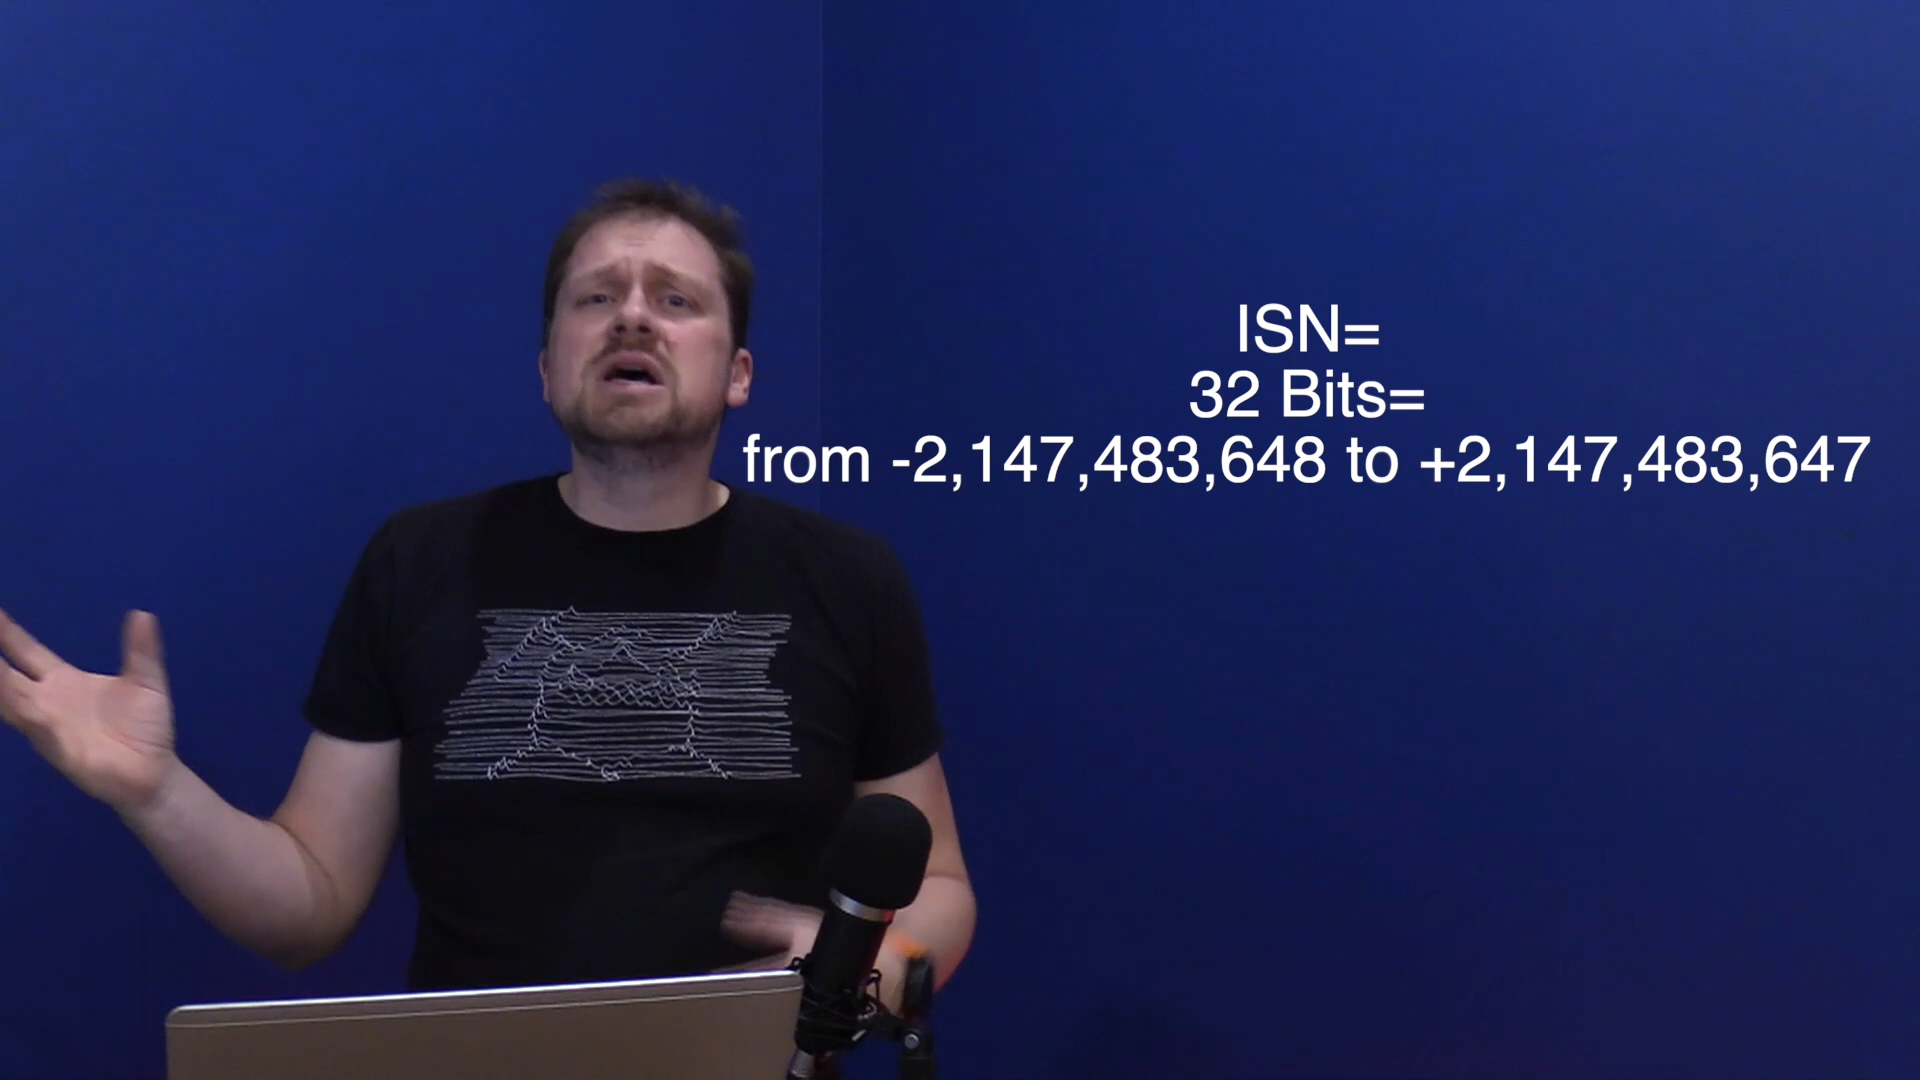 ISN=
32 Bits=
from -2,147,483,648 to +2,147,483,647